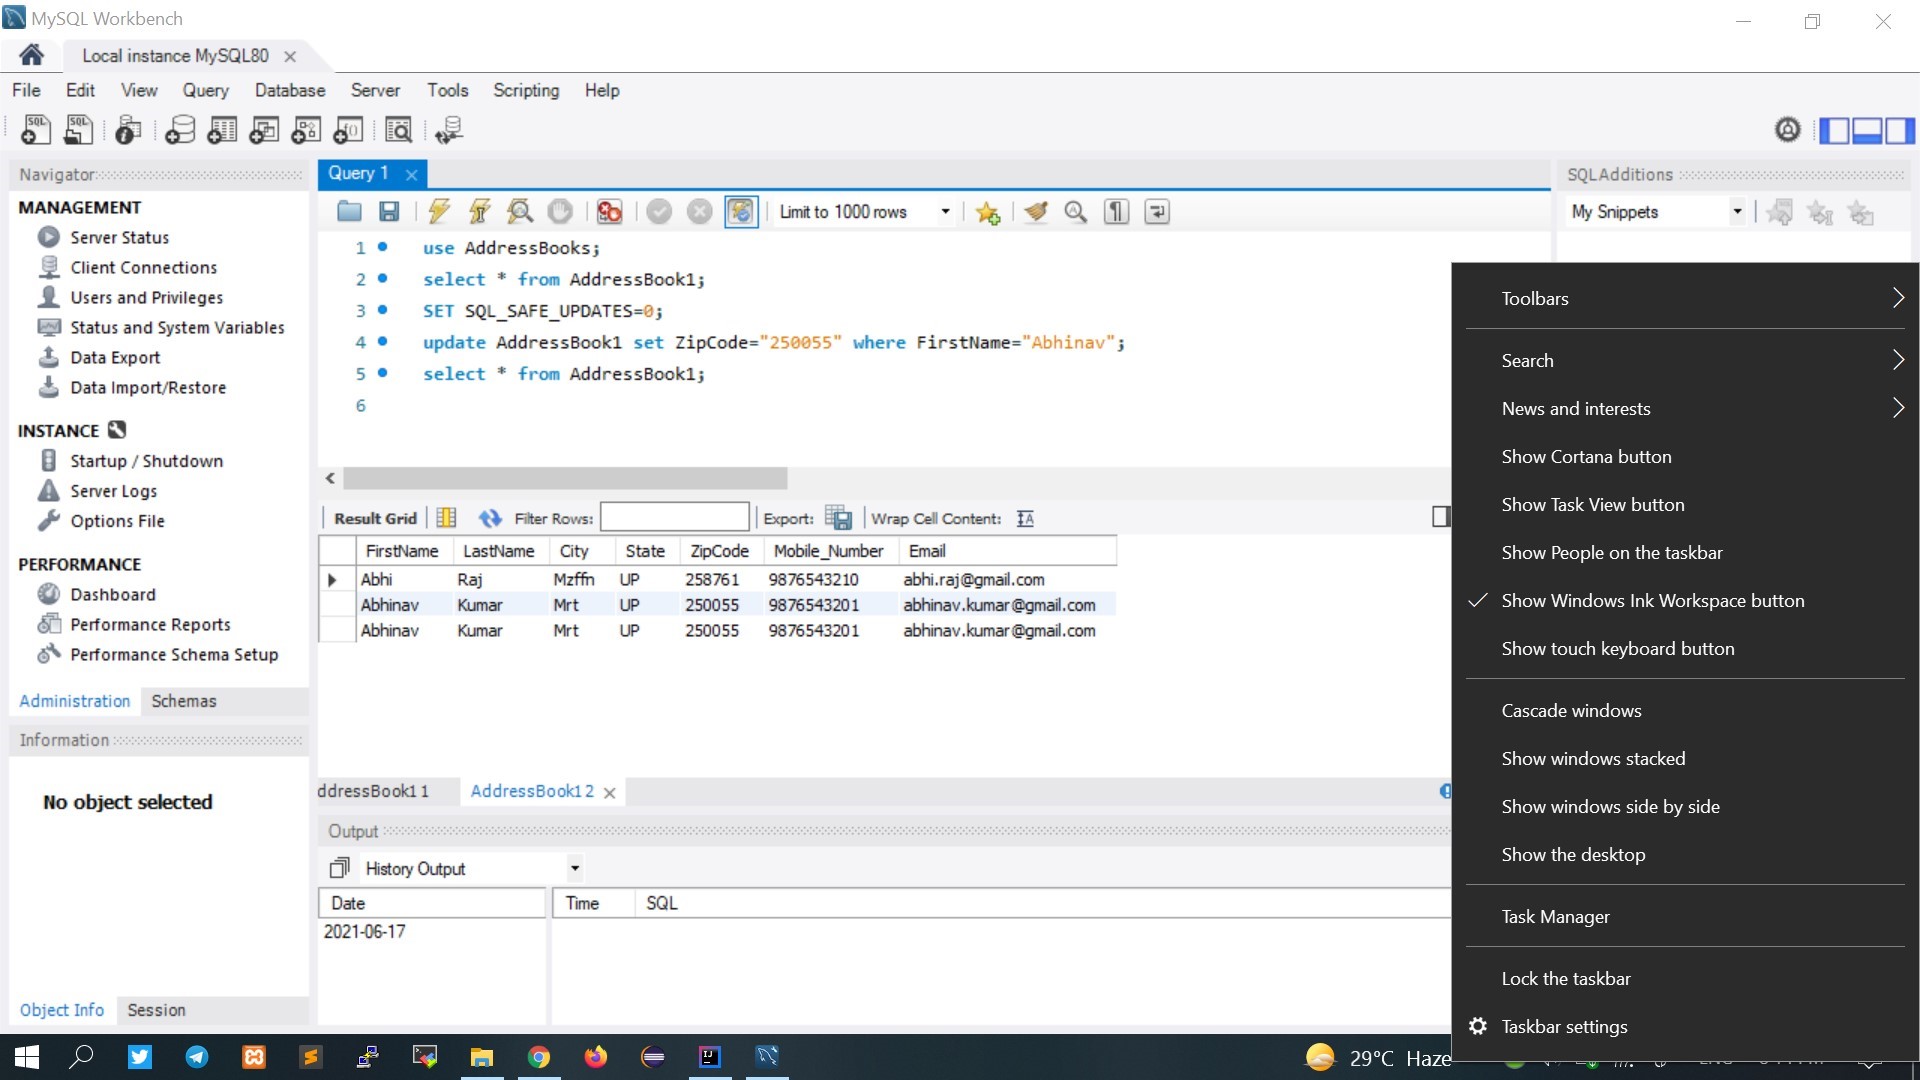 MySQL Workbench
Local instance MySQL80
File Edit View Query Database Server Tools Scripting Help
Navigator
MANAGEMENT
Server Status
Client Connections
Users and Privileges
Status and System Variables
Data Export
Data Import/Restore
INSTANCE
Startup / Shutdown
Server Logs
Options File
PERFORMANCE
Dashboard
Performance Reports
Performance Schema Setup
Administration Schemas
Information
No object selected
Object Info Session
Query 1
Limit to 1000 rows
1 use AddressBooks;
2 select * from AddressBook1;
3 SET SQL_SAFE_UPDATES=0;
4 update AddressBook1 set ZipCode="250055" where FirstName="Abhinav";
5 select * from AddressBook1;
6
Result Grid Filter Rows: Export: Wrap Cell Content:
FirstName LastName City State ZipCode Mobile_Number Email
Abhi Raj Mzffn UP 258761 9876543210 abhi.raj@gmail.com
Abhinav Kumar Mrt UP 250055 9876543201 abhinav.kumar@gmail.com
Abhinav Kumar Mrt UP 250055 9876543201 abhinav.kumar@gmail.com
ddressBook1 1 AddressBook1 2
Output
History Output
Date Time SQL
2021-06-17
SQLAdditions
My Snippets
Toolbars
Search
News and interests
Show Cortana button
Show Task View button
Show People on the taskbar
Show Windows Ink Workspace button
Show touch keyboard button
Cascade windows
Show windows stacked
Show windows side by side
Show the desktop
Task Manager
Lock the taskbar
Taskbar settings
29°C Haze